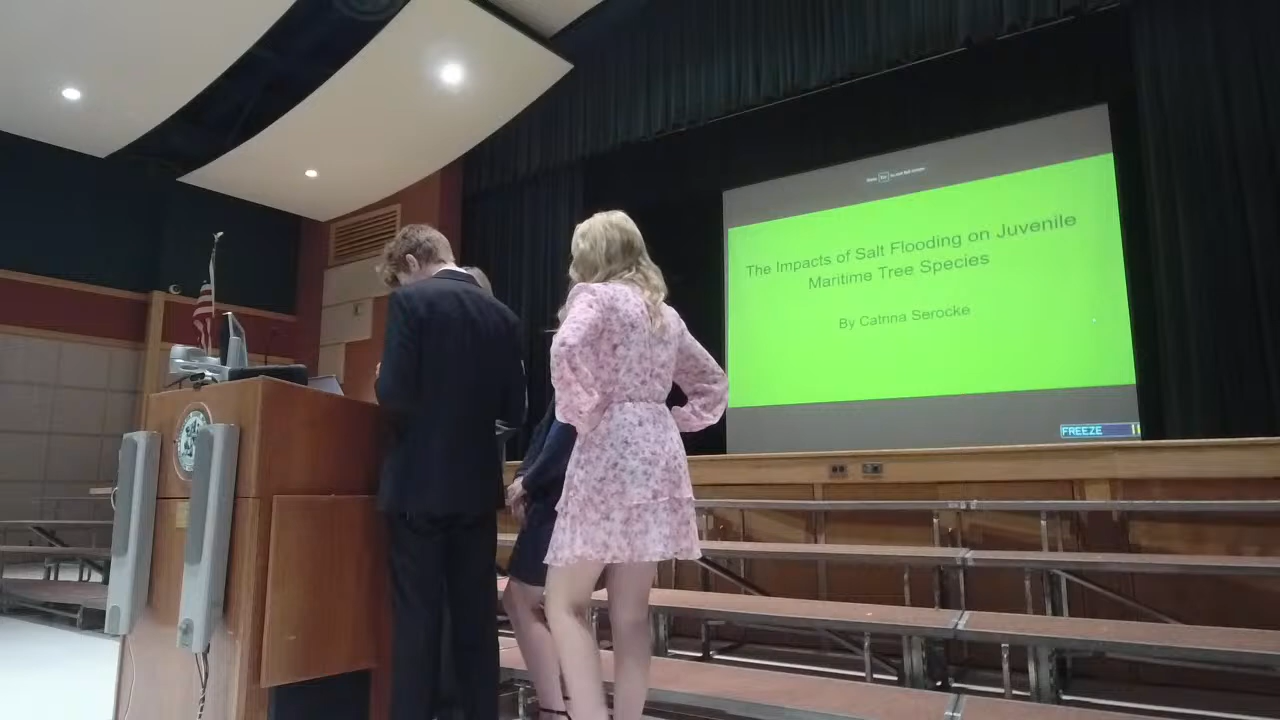 The Impacts of Salt Flooding on Juvenile
Maritime Tree Species
By Catrina Serocke
FREEZE